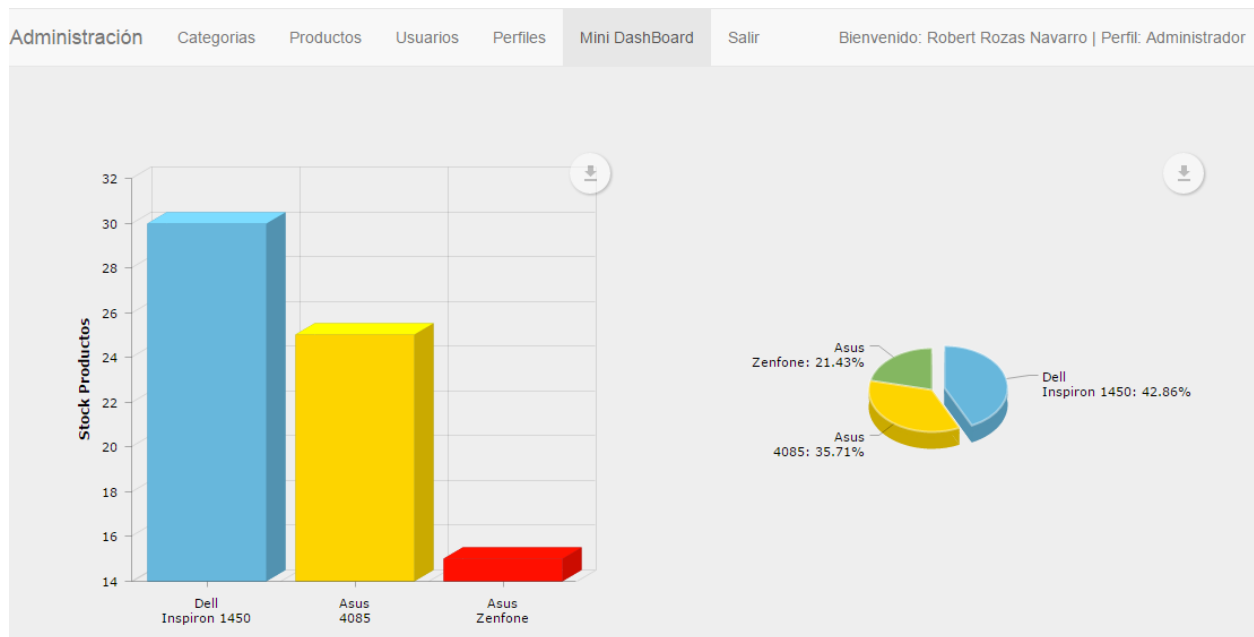 Administración Categorias Productos Usuarios Perfiles Mini DashBoard Salir Bienvenido: Robert Rozas Navarro | Perfil: Administrador
32
30
28
26
24
22
20
18
16
14
Stock Productos
Dell
Inspiron 1450
Asus
4085
Asus
Zenfone
Asus
Zenfone: 21.43%
Dell
Inspiron 1450: 42.86%
Asus
4085: 35.71%